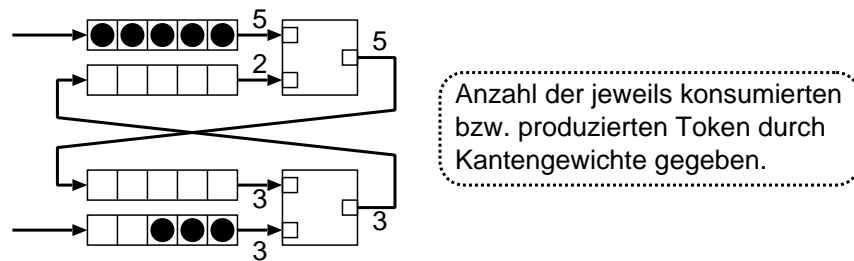 5
5
2
Anzahl der jeweils konsumierten
bzw. produzierten Token durch
Kantengewichte gegeben.
3
3
3